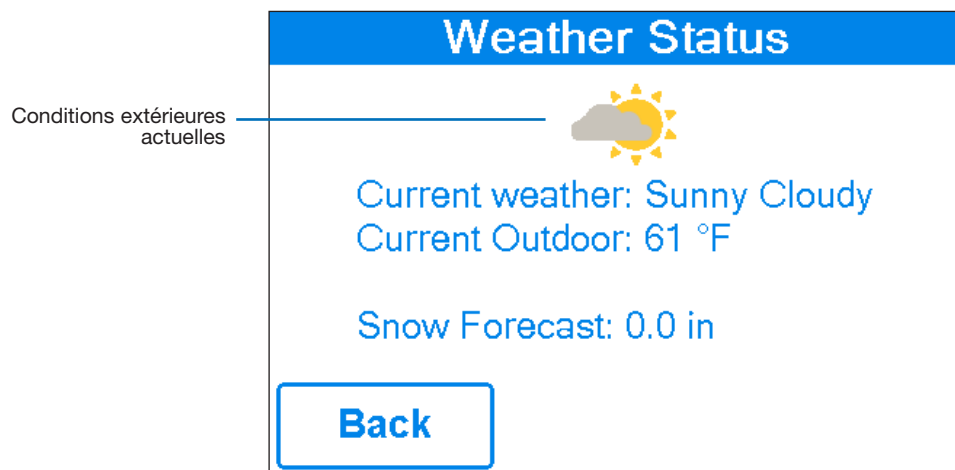 Weather Status
Conditions extérieures
actuelles
Current weather: Sunny Cloudy
Current Outdoor: 61 °F
Snow Forecast: 0.0 in
Back